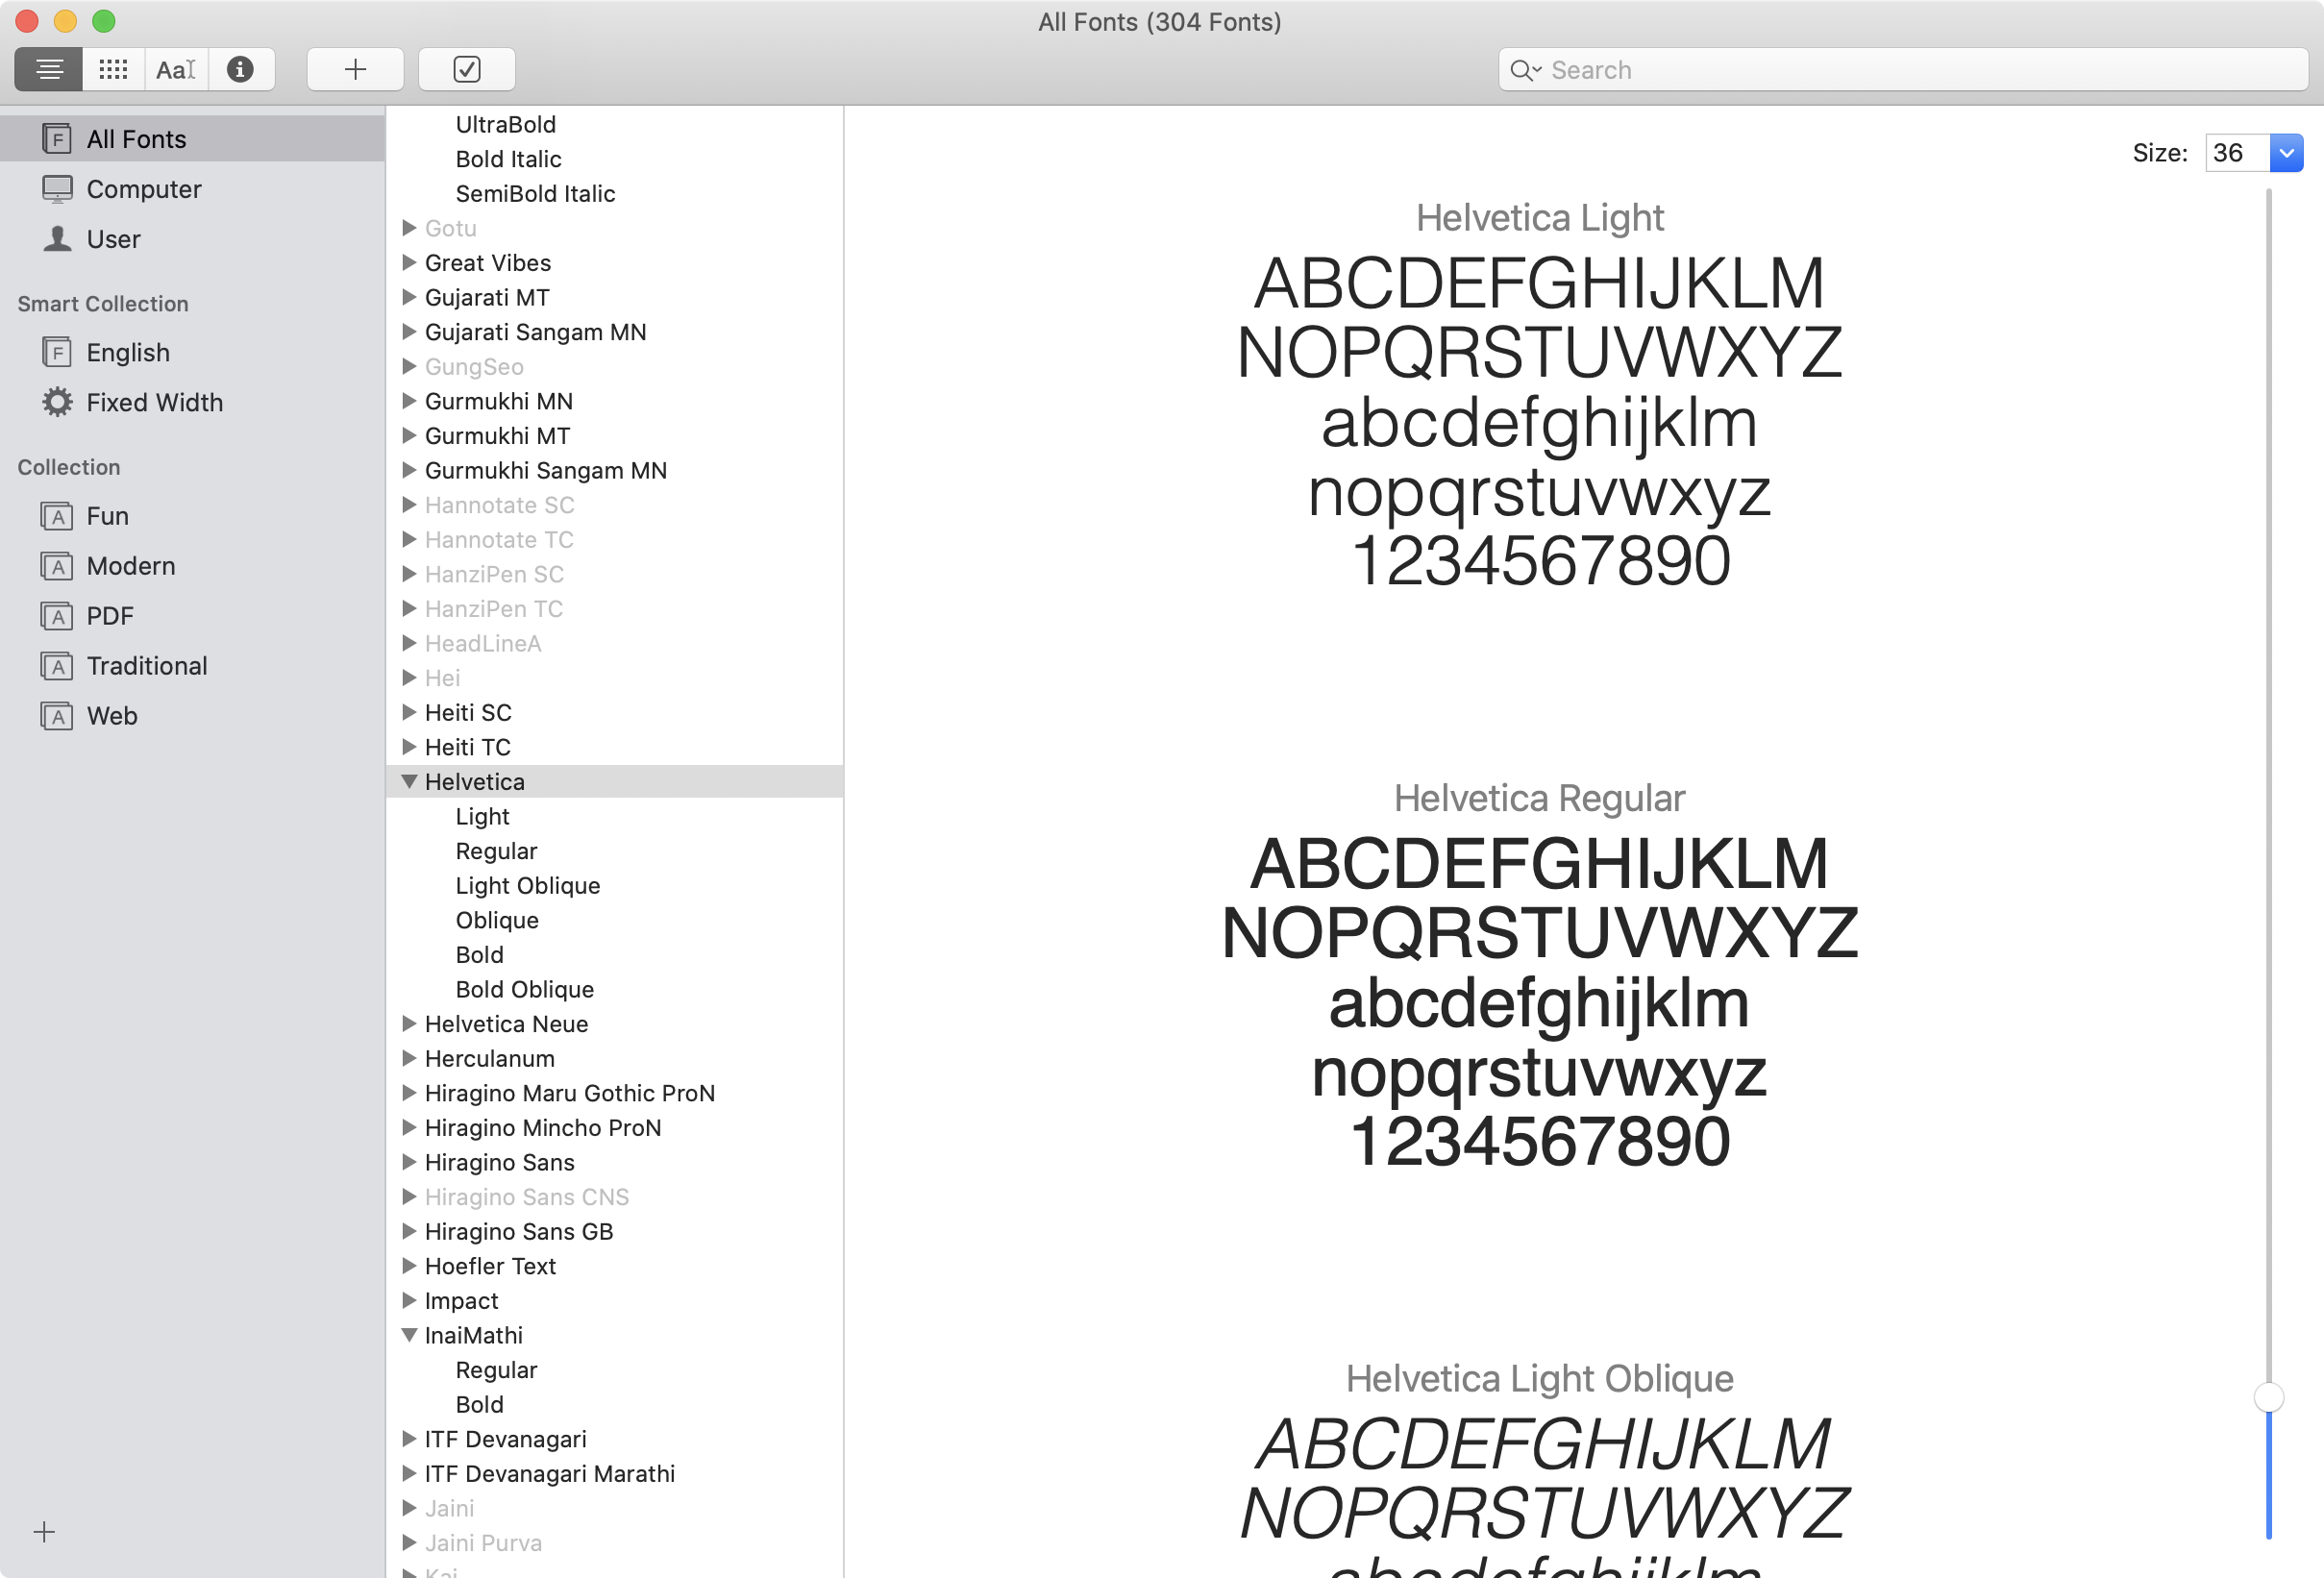 All Fonts (304 Fonts)
Aa
Search
All Fonts
Computer
User
Smart Collection
English
Fixed Width
Collection
Fun
Modern
PDF
Traditional
Web
UltraBold
Bold Italic
SemiBold Italic
Gotu
Great Vibes
Gujarati MT
Gujarati Sangam MN
GungSeo
Gurmukhi MN
Gurmukhi MT
Gurmukhi Sangam MN
Hannotate SC
Hannotate TC
HanziPen SC
HanziPen TC
HeadLineA
Hei
Heiti SC
Heiti TC
Helvetica
Light
Regular
Light Oblique
Oblique
Bold
Bold Oblique
Helvetica Neue
Herculanum
Hiragino Maru Gothic ProN
Hiragino Mincho ProN
Hiragino Sans
Hiragino Sans CNS
Hiragino Sans GB
Hoefler Text
Impact
InaiMathi
Regular
Bold
ITF Devanagari
ITF Devanagari Marathi
Jaini
Jaini Purva
Kai
Size: 36
Helvetica Light
ABCDEFGHIJKLM
NOPQRSTUVWXYZ
abcdefghijklm
nopqrstuvwxyz
1234567890
Helvetica Regular
ABCDEFGHIJKLM
NOPQRSTUVWXYZ
abcdefghijklm
nopqrstuvwxyz
1234567890
Helvetica Light Oblique
ABCDEFGHIJKLM
NOPQRSTUVWXYZ
abcdefghijklm